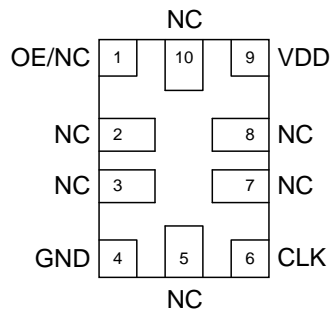 NC
OE/NC 1 10 9 VDD
NC 2 8 NC
NC 3 7 NC
GND 4 5 6 CLK
NC